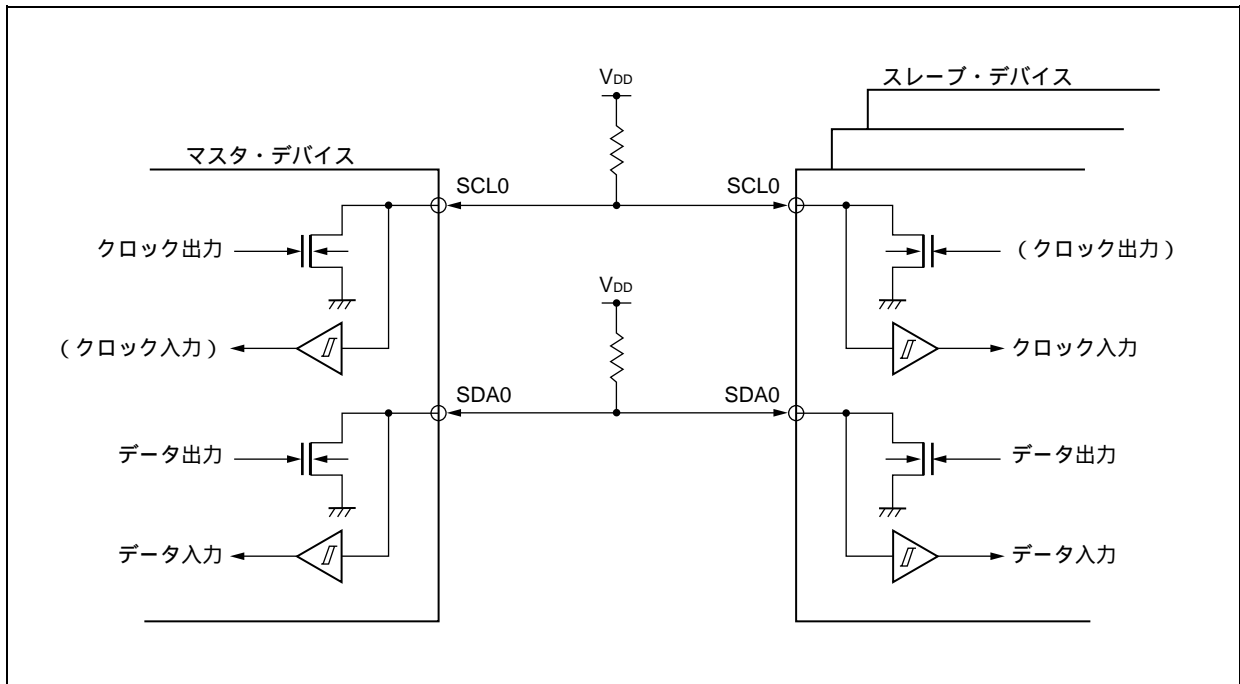 VDD
スレーブ・デバイス
マスタ・デバイス
SCL0
SCL0
クロック出力
(クロック出力)
VDD
(クロック入力)
クロック入力
SDA0
SDA0
データ出力
データ出力
データ入力
データ入力